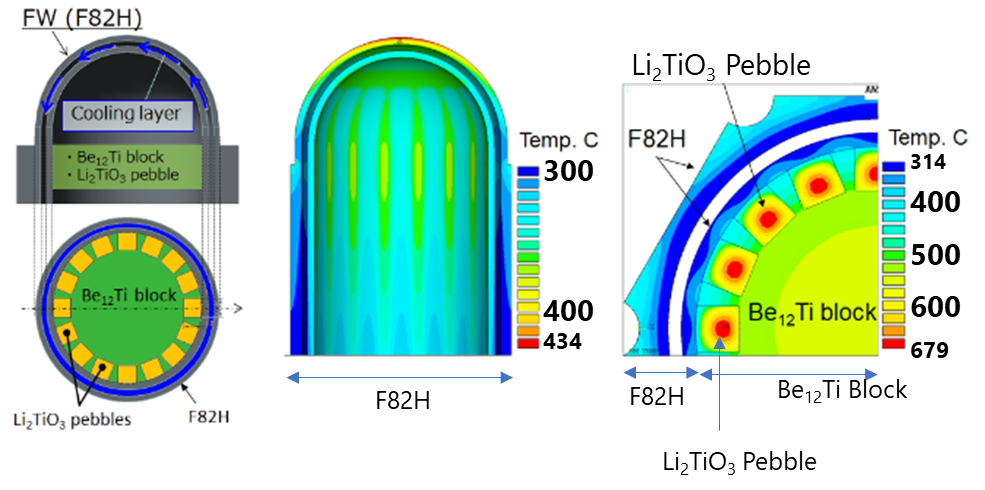 FW (F82H)
Cooling layer
・Be₁₂Ti block
・Li₂TiO₃ pebble
Be₁₂Ti block
Li₂TiO₃ pebbles
F82H
Temp. C
300
400
434
F82H
Li₂TiO₃ Pebble
F82H
AN
Be₁₂Ti block
Temp. C
314
400
500
600
679
F82H
Be₁₂Ti Block
Li₂TiO₃ Pebble